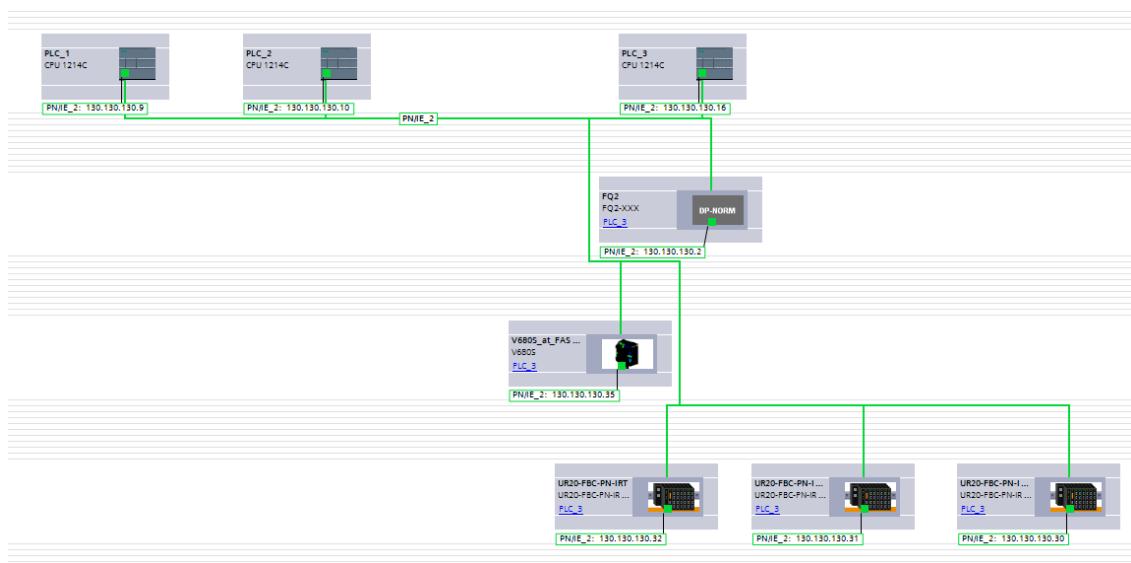 PLC_1
CPU 1214C
PLC_2
CPU 1214C
PLC_3
CPU 1214C
PN/IE_2: 130.130.130.9
PN/IE_2: 130.130.130.10
PN/IE_2: 130.130.130.16
PN/IE_2
FQ2
FQ2-XXX
PLC_3
DP-NORM
PN/IE_2: 130.130.130.2
V680S_at_FAS ...
V680S
PLC_3
PN/IE_2: 130.130.130.35
UR20-FBC-PN-IRT
UR20-FBC-PN-IR ...
PLC_3
UR20-FBC-PN-I ...
UR20-FBC-PN-IR ...
PLC_3
UR20-FBC-PN-I ...
UR20-FBC-PN-IR ...
PLC_3
PN/IE_2: 130.130.130.32
PN/IE_2: 130.130.130.31
PN/IE_2: 130.130.130.30